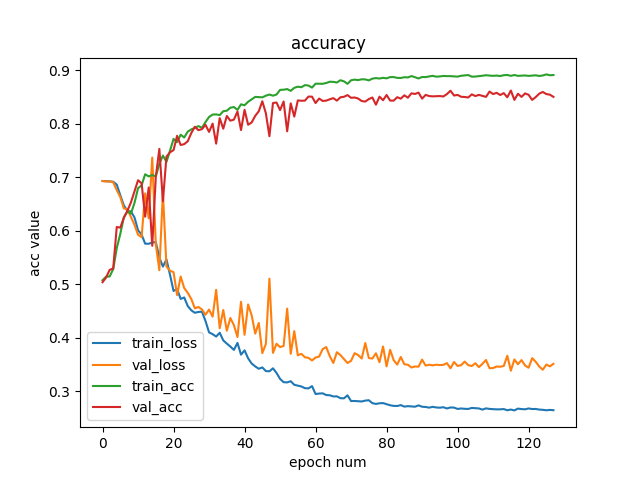 accuracy
0.9
0.8
0.7
0.6
0.5
0.4
0.3
acc value
train_loss
val_loss
train_acc
val_acc
0 20 40 60 80 100 120
epoch num